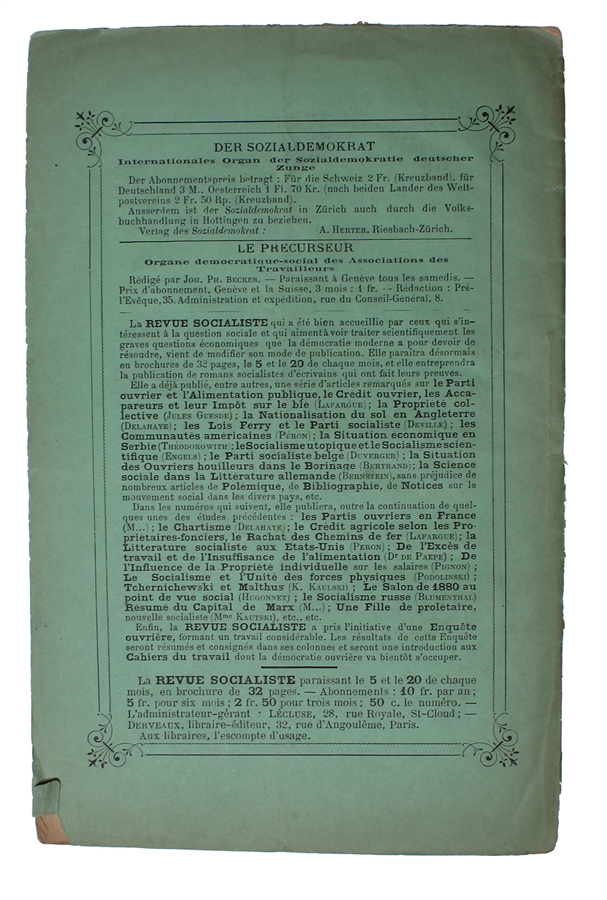 DER SOZIALDEMOKRAT
Internationales Organ der Sozialdemokratie deutscher
Zunge
Der Abonnementspreis betragt : Für die Schweiz 2 Fr. (Kreuzband). für
Deutschland 3 M.. Oesterreich 1 Fl. 70 Kr. (nach beiden Lander des Welt-
postvereins 2 Fr. 50 Rp. (Kreuzband).
Ausserdem ist der Sozialdemokrat in Zürich auch durch die Volks-
buchhandlung in Hottingen zu beziehen.
Verlag des Sozialdemokrat : A. HERTER, Riesbach-Zürich.
LE PRECURSEUR
Organe democratique-social des Associations des
Travailleurs
Rédigé par JOH. PH. BECKER. — Paraissant à Genève tous les samedis. —
Prix d'abonnement, Genève et la Suisse, 3 mois : 1 fr. -- Rédaction : Pré-
l'Evêque, 35. Administration et expédition, rue du Conseil-Général, 8.
La REVUE SOCIALISTE qui a été bien accueillie par ceux qui s'in-
téressent à la question sociale et qui aiment à voir traiter scientifiquement les
graves questions économiques que la démocratie moderne a pour devoir de
résoudre, vient de modifier son mode de publication. Elle paraîtra désormais
en brochures de 32 pages, le 5 et le 20 de chaque mois, et elle entreprendra
la publication de romans socialistes d'écrivains qui ont fait leurs preuves.
Elle a déjà publié, entre autres, une série d'articles remarqués sur le Parti
ouvrier et l'Alimentation publique, le Crédit ouvrier, les Acca-
pareurs et leur Impôt sur le blé (LAFARGUE) ; la Propriété col-
lective (JULES GUESDE) ; la Nationalisation du sol en Angleterre
(DELAHAYE) ; les Lois Ferry et le Parti socialiste (DEVILLE) ; les
Communautés americaines (PÉRON) ; la Situation économique en
Serbie (THÉODOROWITH) ; le Socialisme utopique et le Socialisme scien-
tifique (ENGELS) ; le Parti socialiste belge (DUVERGER) ; la Situation
des Ouvriers houilleurs dans le Borinage (BERTRAND) ; la Science
sociale dans la Littérature allemande (BERNSTEIN), sans préjudice de
nombreux articles de Polemique, de Bibliographie, de Notices sur le
mouvement social dans les divers pays, etc.
Dans les numéros qui suivent, elle publiera, outre la continuation de quel-
ques unes des études précédentes : les Partis ouvriers en France
(M...) ; le Chartisme (DELAHAYE) ; le Crédit agricole selon les Pro-
priétaires-fonciers, le Rachat des Chemins de fer (LAFARGUE) ; la
Litterature socialiste aux Etats-Unis (PERON) ; De l'Excès de
travail et de l'Insuffisance de l'alimentation (Dr DE PAEPE) ; De
l'Influence de la Propriété individuelle sur les salaires (PIGNON) ;
Le Socialisme et l'Unité des forces physiques (PODOLINSKI) ;
Tchernichewski et Malthus (K. KAULSKI) ; Le Salon de 1880 au
point de vue social (HUGONNET) ; le Socialisme russe (BLUMENTHAL)
Résumé du Capital de Marx (M...) ; Une Fille de prolétaire,
nouvelle socialiste (Mme KAUTSKI), etc.. etc.
Enfin, la REVUE SOCIALISTE a pris l'initiative d'une Enquête
ouvrière, formant un travail considérable. Les résultats de cette Enquête
seront résumés et consignés dans ses colonnes et seront une introduction aux
Cahiers du travail dont la démocratie ouvrière va bientôt s'occuper.
La REVUE SOCIALISTE paraissant le 5 et le 20 de chaque
mois, en brochure de 32 pages. — Abonnements : 10 fr. par an ;
5 fr. pour six mois ; 2 fr. 50 pour trois mois ; 50 c. le numéro. —
L'administrateur-gérant : LÉCLUSE, 28, rue Royale, St-Cloud ; —
DERVEAUX, libraire-éditeur, 32, rue d'Angoulême, Paris.
Aux libraires, l'escompte d'usage.